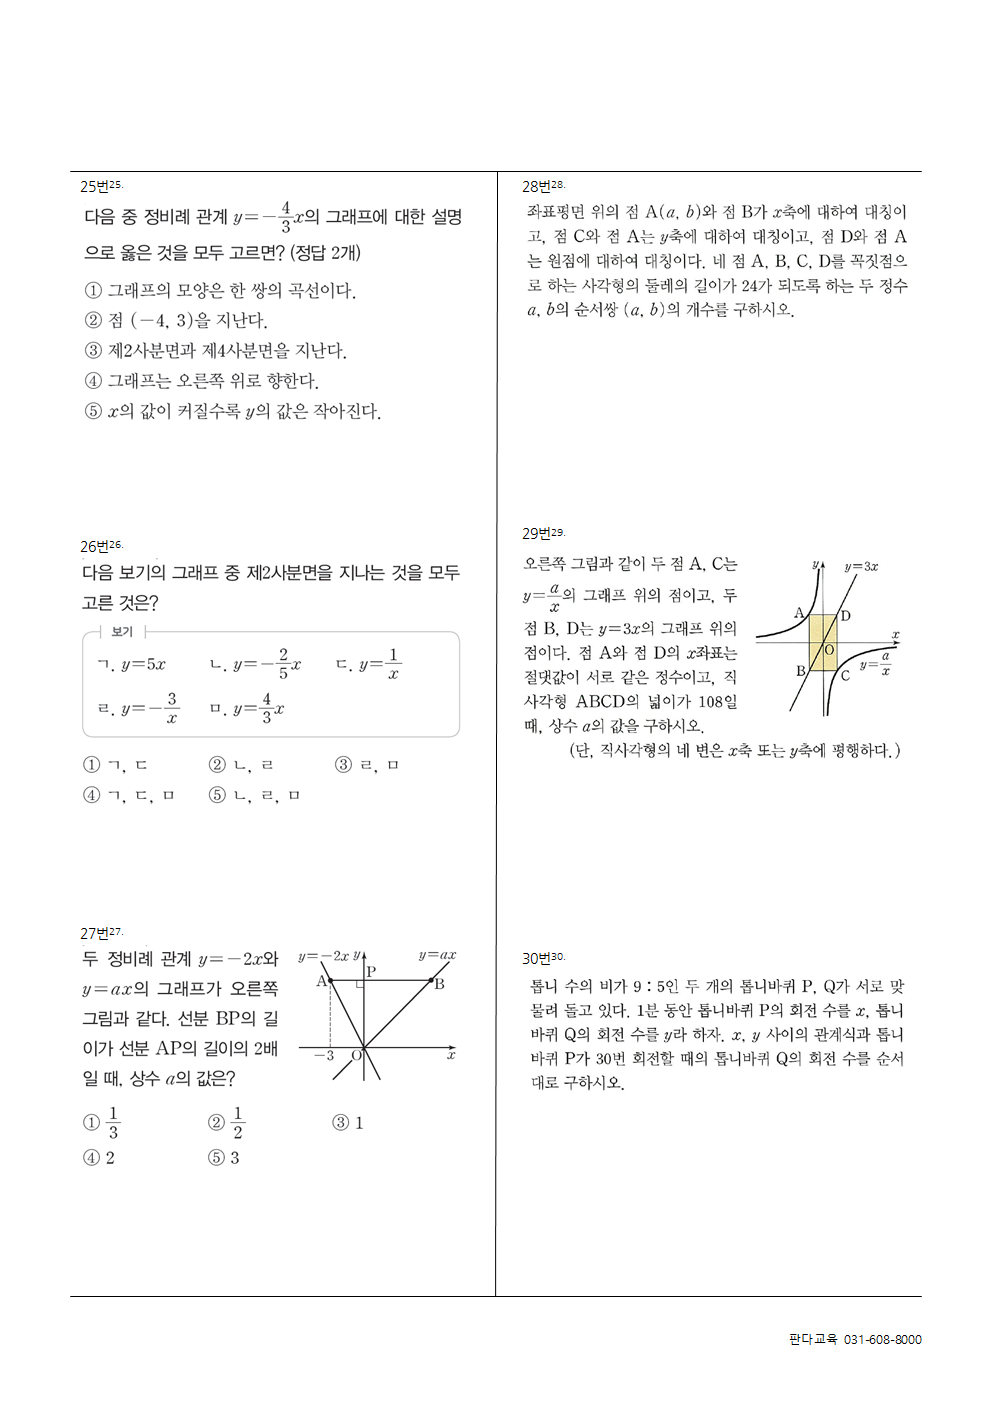 25번25.
다음 중 정비례 관계 y=-4/3x의 그래프에 대한 설명
으로 옳은 것을 모두 고르면? (정답 2개)
① 그래프의 모양은 한 쌍의 곡선이다.
② 점 (-4, 3)을 지난다.
③ 제2사분면과 제4사분면을 지난다.
④ 그래프는 오른쪽 위로 향한다.
⑤ x의 값이 커질수록 y의 값은 작아진다.
26번26.
다음 보기의 그래프 중 제2사분면을 지나는 것을 모두
고른 것은?
보기
ㄱ. y=5x ㄴ. y=-2/5x ㄷ. y=1/x
ㄹ. y=-3/x ㅁ. y=4/3x
① ㄱ, ㄷ ② ㄴ, ㄹ ③ ㄹ, ㅁ
④ ㄱ, ㄷ, ㅁ ⑤ ㄴ, ㄹ, ㅁ
27번27.
두 정비례 관계 y=-2x와
y=ax의 그래프가 오른쪽
그림과 같다. 선분 BP의 길
이가 선분 AP의 길이의 2배
일 때, 상수 a의 값은?
y=-2x y y=ax
P
A B
-3 O x
① 1/3 ② 1/2 ③ 1
④ 2 ⑤ 3
28번28.
좌표평면 위의 점 A(a, b)와 점 B가 x축에 대하여 대칭이
고, 점 C와 점 A는 y축에 대하여 대칭이고, 점 D와 점 A
는 원점에 대하여 대칭이다. 네 점 A, B, C, D를 꼭짓점으
로 하는 사각형의 둘레의 길이가 24가 되도록 하는 두 정수
a, b의 순서쌍 (a, b)의 개수를 구하시오.
29번29.
오른쪽 그림과 같이 두 점 A, C는
y=a/x의 그래프 위의 점이고, 두
점 B, D는 y=3x의 그래프 위의
점이다. 점 A와 점 D의 x좌표는
절댓값이 서로 같은 정수이고, 직
사각형 ABCD의 넓이가 108일
때, 상수 a의 값을 구하시오.
(단, 직사각형의 네 변은 x축 또는 y축에 평행하다.)
y y=3x
A D
x
O
B C y=a/x
30번30.
톱니 수의 비가 9 : 5인 두 개의 톱니바퀴 P, Q가 서로 맞
물려 돌고 있다. 1분 동안 톱니바퀴 P의 회전 수를 x, 톱니
바퀴 Q의 회전 수를 y라 하자. x, y 사이의 관계식과 톱니
바퀴 P가 30번 회전할 때의 톱니바퀴 Q의 회전 수를 순서
대로 구하시오.
판다교육 031-608-8000